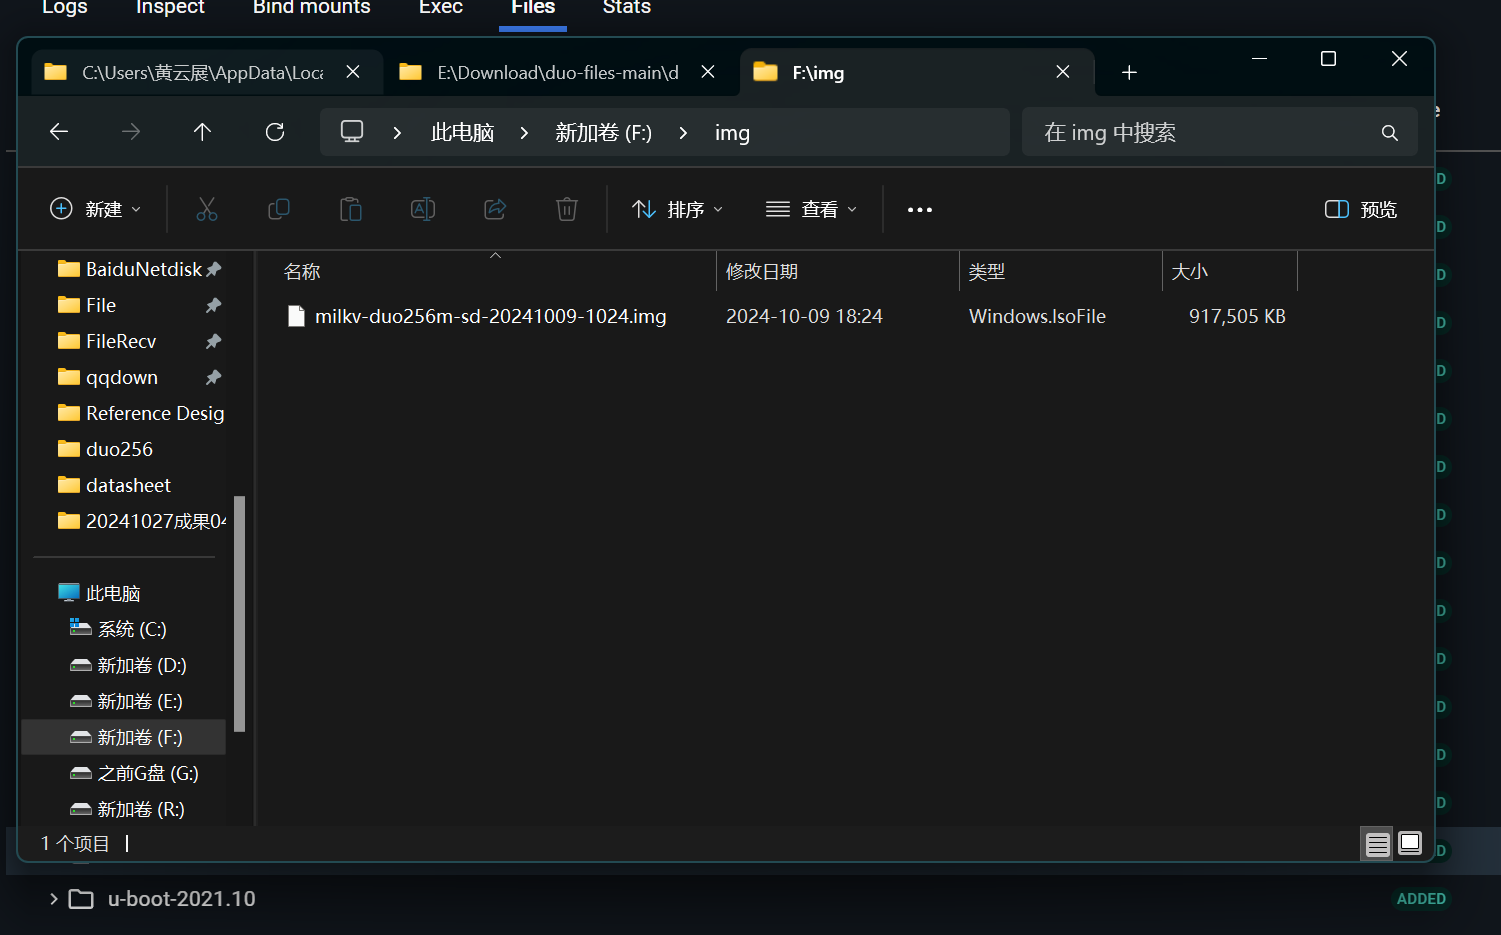 Logs Inspect Bind mounts Exec Files Stats
C:\Users\黄云展\AppData\Loca E:\Download\duo-files-main\d F:\img
此电脑 新加卷 (F:) img 在 img 中搜索
新建 排序 查看 预览
BaiduNetdisk
File
FileRecv
qqdown
Reference Desig
duo256
datasheet
20241027成果04
此电脑
系统 (C:)
新加卷 (D:)
新加卷 (E:)
新加卷 (F:)
之前G盘 (G:)
新加卷 (R:)
名称 修改日期 类型 大小
milkv-duo256m-sd-20241009-1024.img 2024-10-09 18:24 Windows.IsoFile 917,505 KB
1 个项目
u-boot-2021.10 ADDED